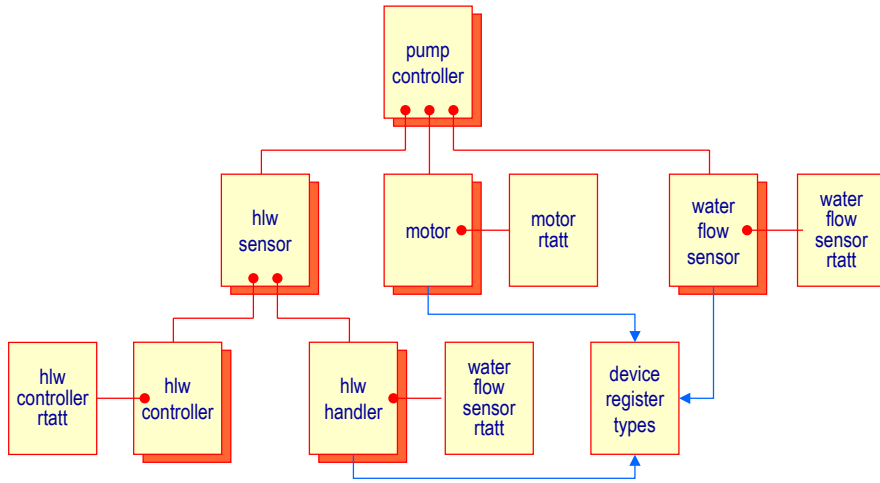 pump
controller
hlw
sensor
motor
motor
rtatt
water
flow
sensor
water
flow
sensor
rtatt
hlw
controller
rtatt
hlw
controller
hlw
handler
water
flow
sensor
rtatt
device
register
types